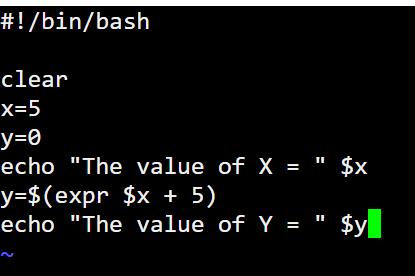 #!/bin/bash

clear
x=5
y=0
echo "The value of X = " $x
y=$(expr $x + 5)
echo "The value of Y = " $y
~